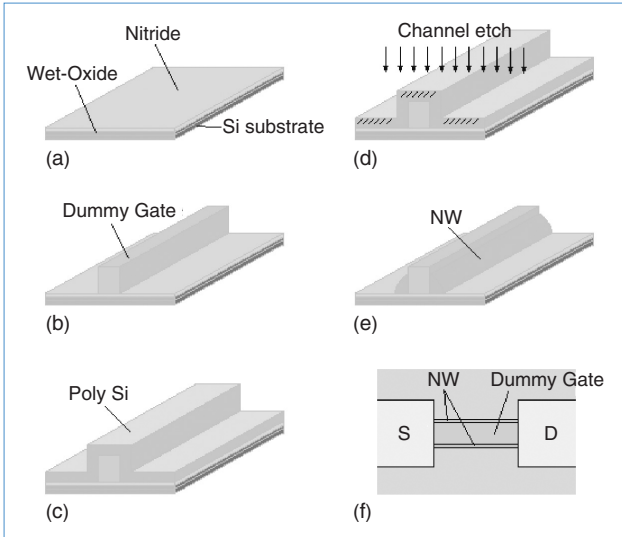 Nitride
Wet-Oxide
Si substrate
(a)
Dummy Gate
(b)
Poly Si
(c)
Channel etch
(d)
NW
(e)
NW
Dummy Gate
S
D
(f)